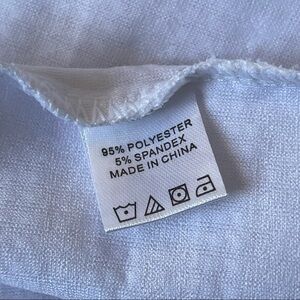 95% POLYESTER
5% SPANDEX
MADE IN CHINA